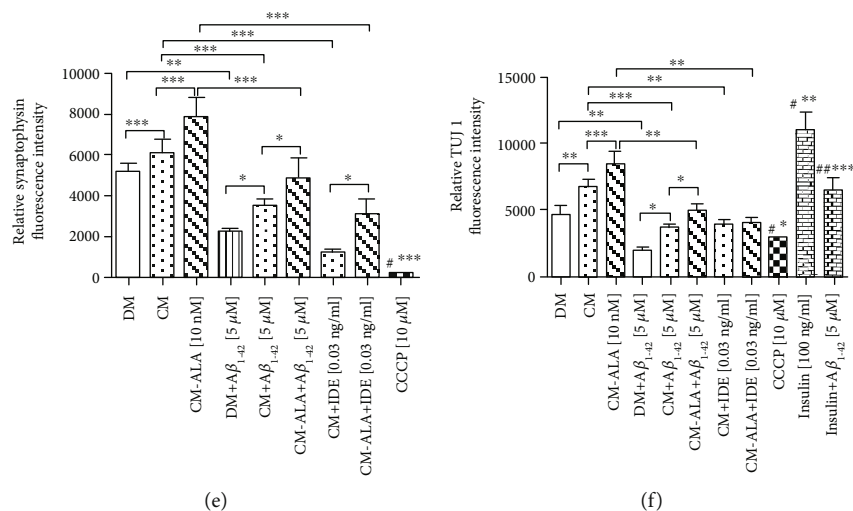 ***
***
***
***
**
***
***
***
*
*
*
# ***
10000
8000
6000
4000
2000
0
Relative synaptophysin
fluorescence intensity
DM
CM
CM-ALA [10 nM]
DM+Aβ1-42 [5 μM]
CM+Aβ1-42 [5 μM]
CM-ALA+Aβ1-42 [5 μM]
CM+IDE [0.03 ng/ml]
CM-ALA+IDE [0.03 ng/ml]
CCCP [10 μM]
(e)
**
**
***
**
***
**
**
*
*
# *
# **
##***
15000
10000
5000
0
Relative TUJ 1
fluorescence intensity
DM
CM
CM-ALA [10 nM]
DM+Aβ1-42 [5 μM]
CM+Aβ1-42 [5 μM]
CM-ALA+Aβ1-42 [5 μM]
CM+IDE [0.03 ng/ml]
CM-ALA+IDE [0.03 ng/ml]
CCCP [10 μM]
Insulin [100 ng/ml]
Insulin+Aβ1-42 [5 μM]
(f)